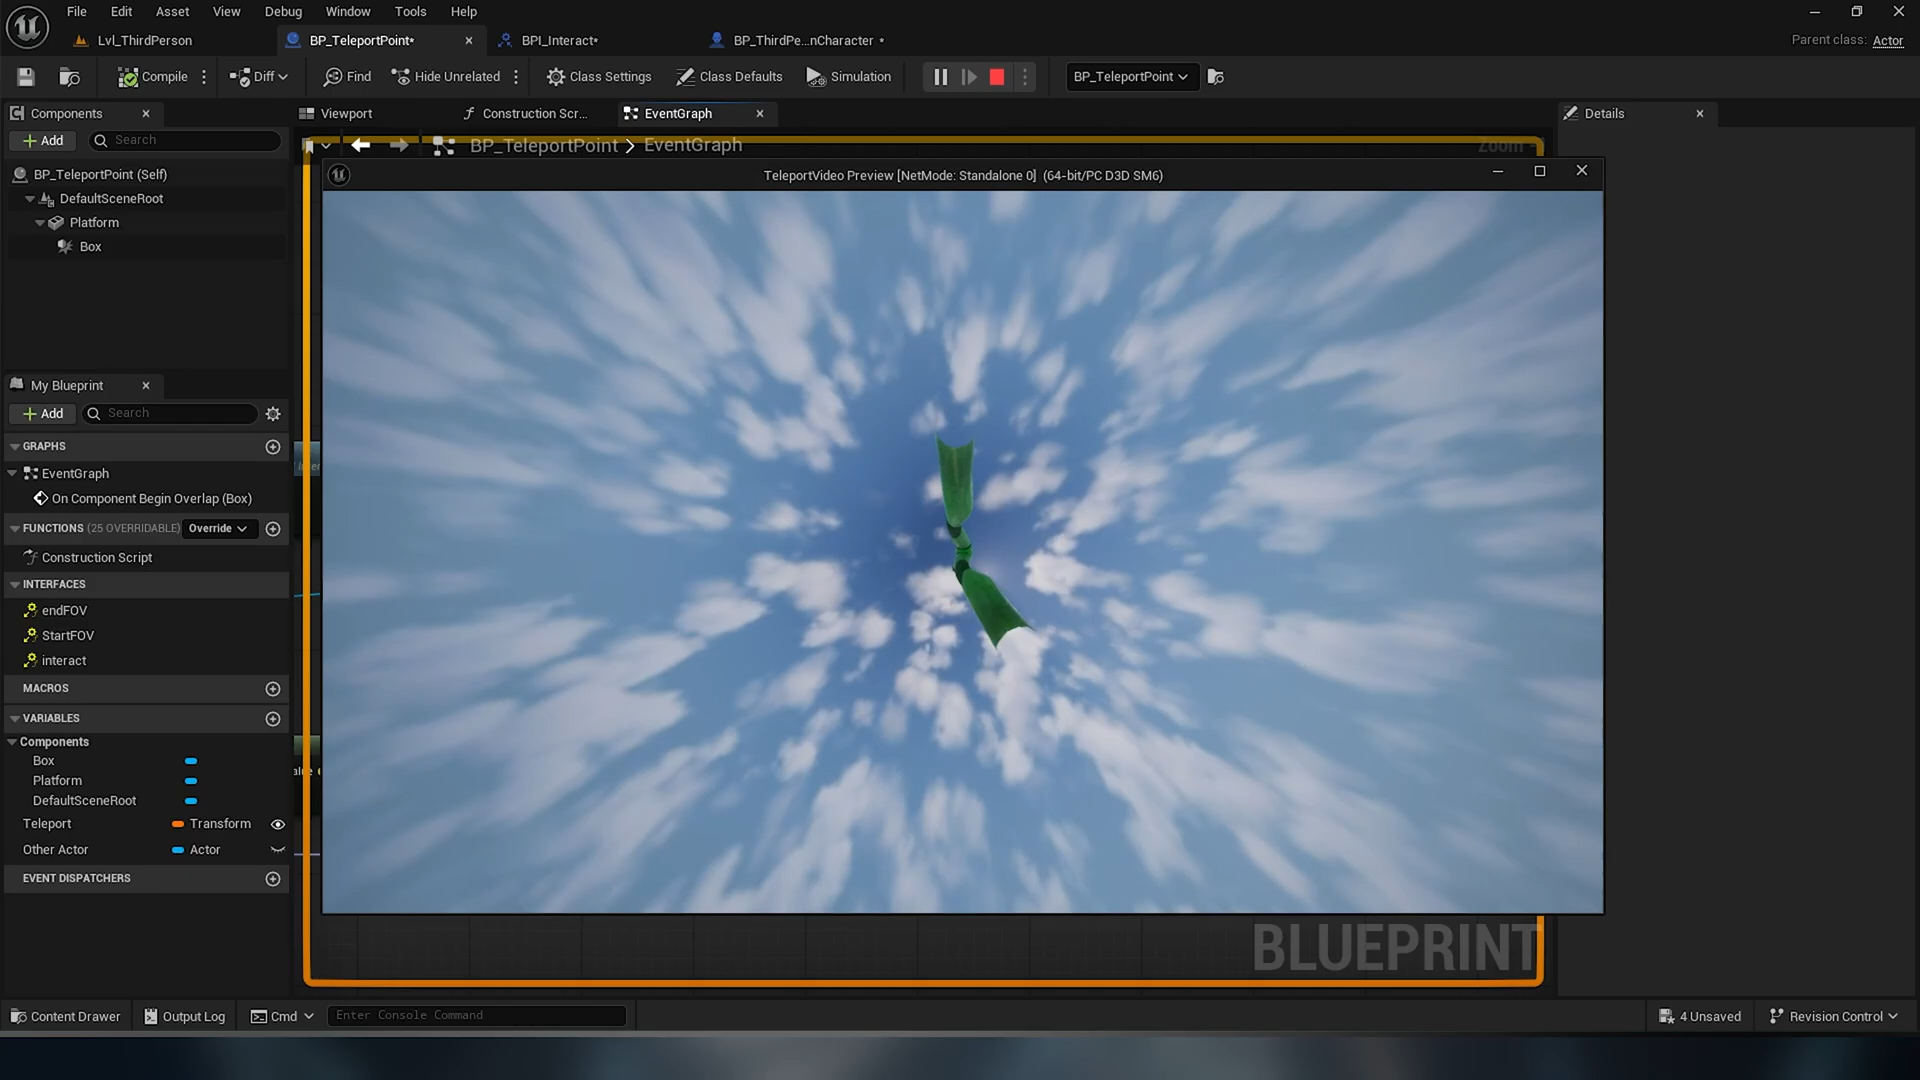 File Edit Asset View Debug Window Tools Help
Lvl_ThirdPerson
BP_TeleportPoint*
BPI_Interact*
BP_ThirdPe...nCharacter *
Parent class: Actor
Compile
Diff
Find
Hide Unrelated
Class Settings
Class Defaults
Simulation
BP_TeleportPoint
Components
Viewport
Construction Scr...
EventGraph
Details
Add
Search
BP_TeleportPoint > EventGraph
Zoom -
BP_TeleportPoint (Self)
DefaultSceneRoot
Platform
Box
TeleportVideo Preview [NetMode: Standalone 0] (64-bit/PC D3D SM6)
My Blueprint
Add
Search
GRAPHS
EventGraph
On Component Begin Overlap (Box)
FUNCTIONS (25 OVERRIDABLE) Override
Construction Script
INTERFACES
endFOV
StartFOV
interact
MACROS
VARIABLES
Components
Box
Platform
DefaultSceneRoot
Teleport Transform
Other Actor Actor
EVENT DISPATCHERS
BLUEPRINT
Content Drawer
Output Log
Cmd
Enter Console Command
4 Unsaved
Revision Control